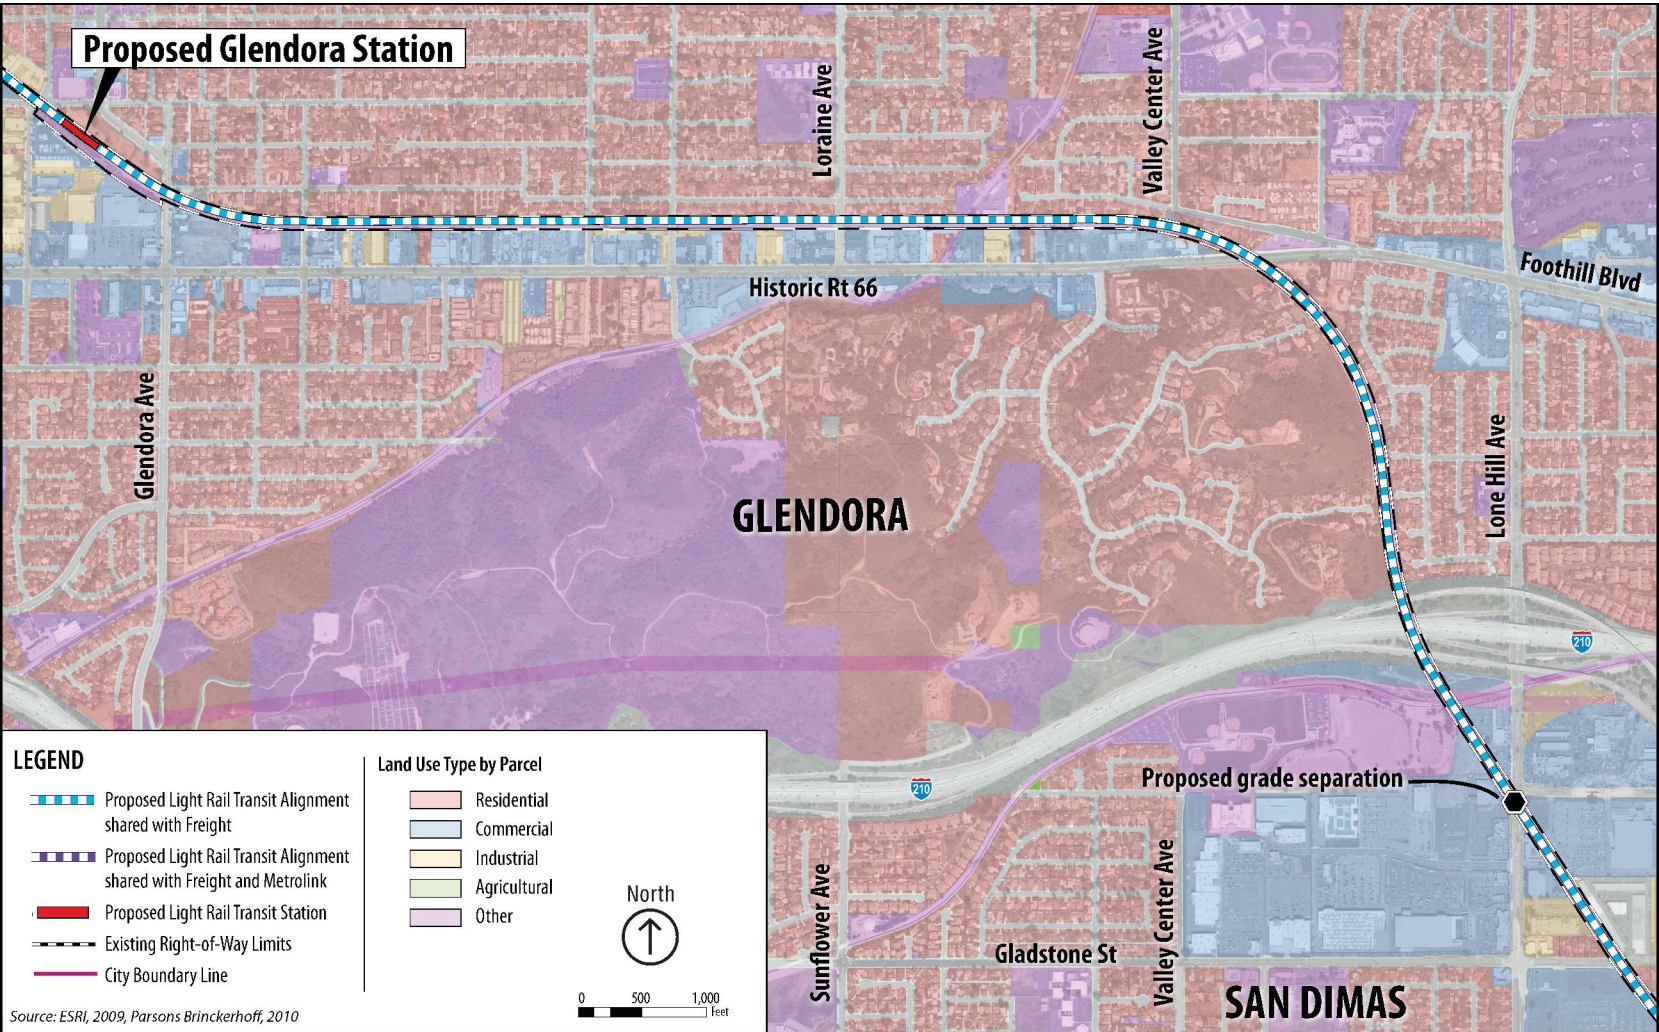 Proposed Glendora Station
Loraine Ave
Valley Center Ave
Historic Rt 66
Foothill Blvd
Glendora Ave
Lone Hill Ave
GLENDORA
210
210
Proposed grade separation
Sunflower Ave
Valley Center Ave
Gladstone St
SAN DIMAS
LEGEND
Proposed Light Rail Transit Alignment
shared with Freight
Proposed Light Rail Transit Alignment
shared with Freight and Metrolink
Proposed Light Rail Transit Station
Existing Right-of-Way Limits
City Boundary Line
Land Use Type by Parcel
Residential
Commercial
Industrial
Agricultural
Other
North
0 500 1,000
Feet
Source: ESRI, 2009, Parsons Brinckerhoff, 2010